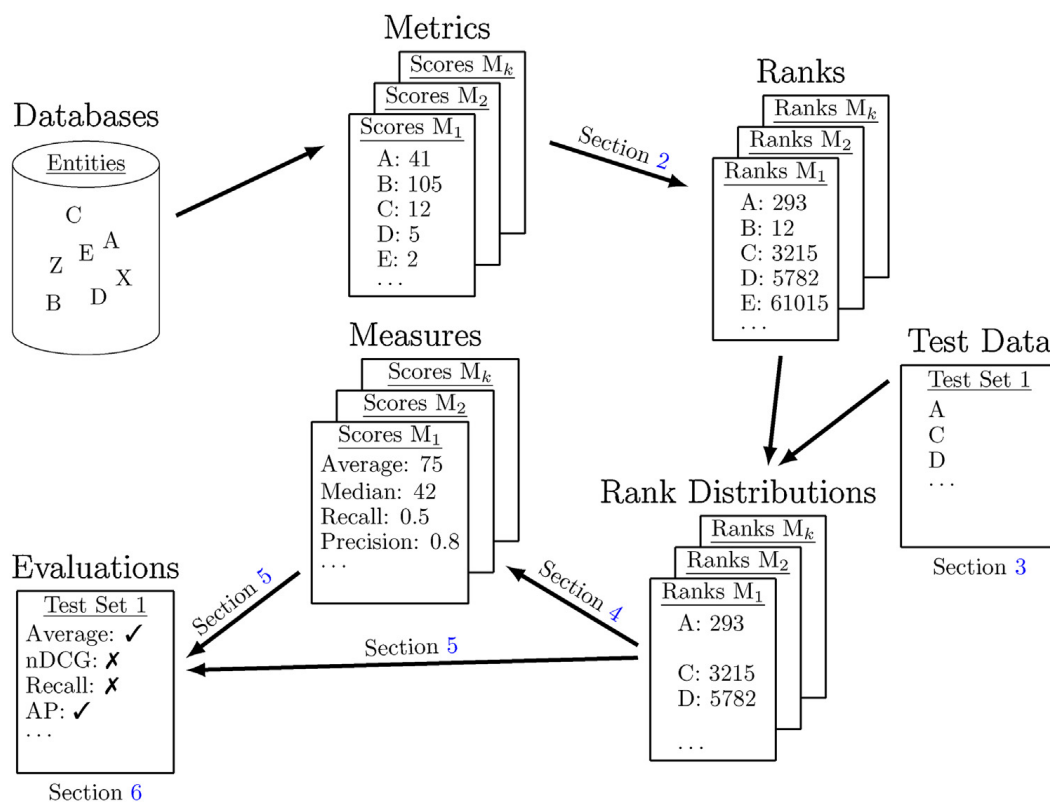 Databases
Entities
C
A
E
Z
X
D
B
Metrics
Scores M_k
Scores M_2
Scores M_1
A: 41
B: 105
C: 12
D: 5
E: 2
...
Section 2
Ranks
Ranks M_k
Ranks M_2
Ranks M_1
A: 293
B: 12
C: 3215
D: 5782
E: 61015
...
Test Data
Test Set 1
A
C
D
...
Section 3
Rank Distributions
Ranks M_k
Ranks M_2
Ranks M_1
A: 293
C: 3215
D: 5782
...
Section 4
Measures
Scores M_k
Scores M_2
Scores M_1
Average: 75
Median: 42
Recall: 0.5
Precision: 0.8
...
Section 5
Section 5
Evaluations
Test Set 1
Average: ✓
nDCG: ✗
Recall: ✗
AP: ✓
...
Section 6